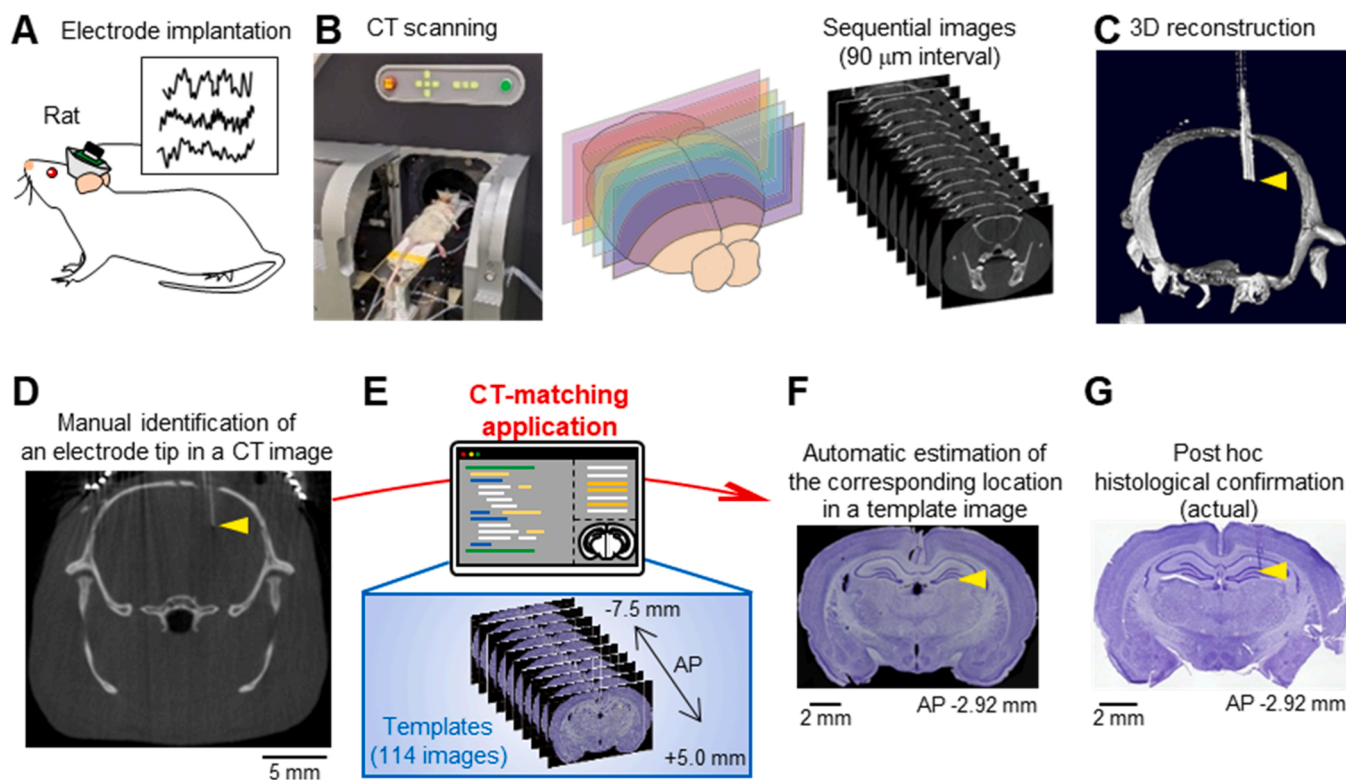 A
Electrode implantation
Rat
B
CT scanning
Sequential images
(90 μm interval)
C
3D reconstruction
D
Manual identification of
an electrode tip in a CT image
5 mm
E
CT-matching
application
-7.5 mm
AP
Templates
(114 images)
+5.0 mm
F
Automatic estimation of
the corresponding location
in a template image
2 mm
AP -2.92 mm
G
Post hoc
histological confirmation
(actual)
2 mm
AP -2.92 mm